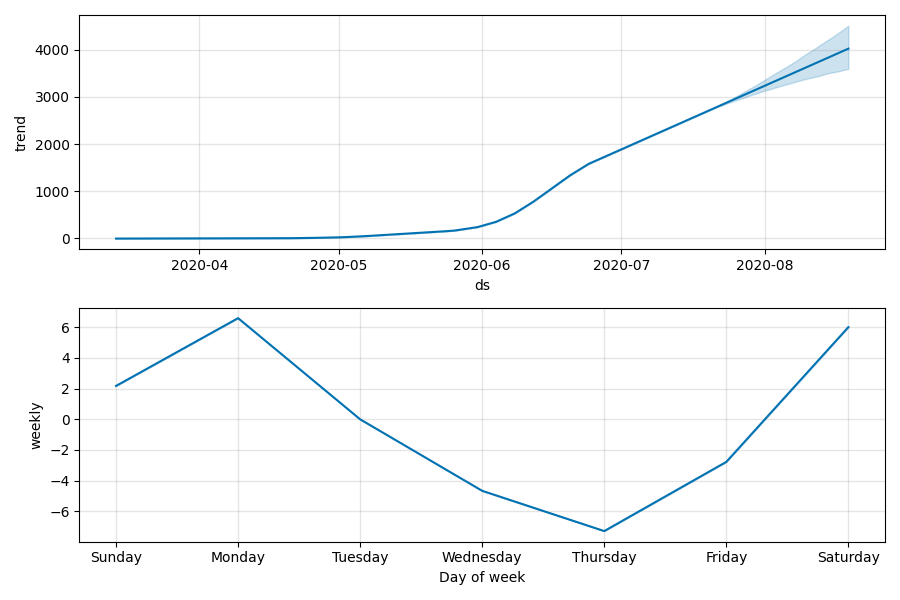 trend
4000
3000
2000
1000
0
2020-04 2020-05 2020-06 2020-07 2020-08
ds
weekly
6
4
2
0
−2
−4
−6
Sunday Monday Tuesday Wednesday Thursday Friday Saturday
Day of week